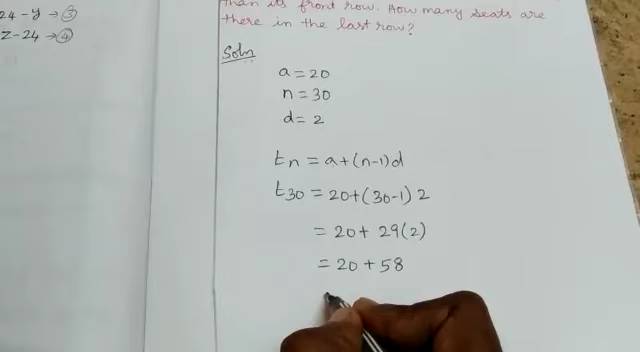 24 - y → ③
z - 24 → ④
than its front row. How many seats are
there in the last row?
Soln
a = 20
n = 30
d = 2
tn = a + (n-1) d
t30 = 20 + (30-1) 2
= 20 + 29(2)
= 20 + 58